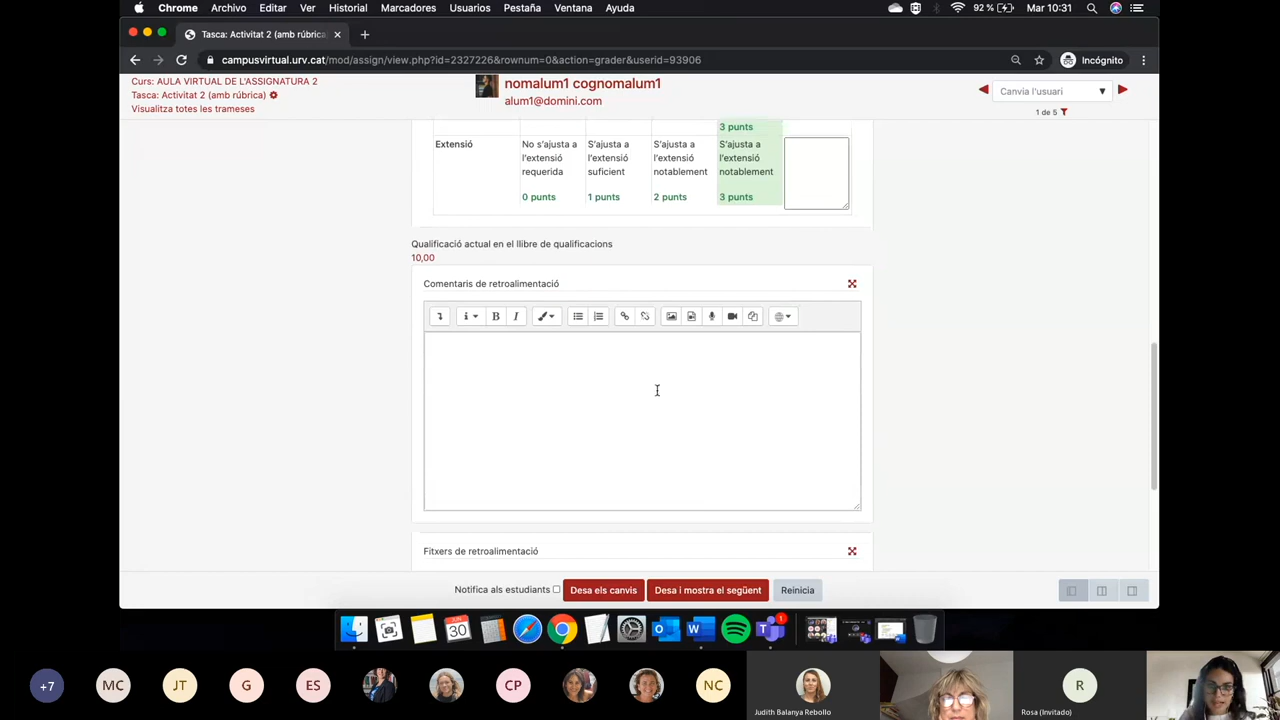 Chrome Archivo Editar Ver Historial Marcadores Usuarios Pestaña Ventana Ayuda
92 % Mar 10:31
Tasca: Activitat 2 (amb rúbrica)
campusvirtual.urv.cat/mod/assign/view.php?id=2327226&rownum=0&action=grader&userid=93906
Incógnito
Curs: AULA VIRTUAL DE L'ASSIGNATURA 2
Tasca: Activitat 2 (amb rúbrica)
Visualitza totes les trameses
nomalum1 cognomalum1
alum1@domini.com
Canvia l'usuari
1 de 5
3 punts
Extensió
No s'ajusta a l'extensió requerida
0 punts
S'ajusta a l'extensió suficient
1 punts
S'ajusta a l'extensió notablement
2 punts
S'ajusta a l'extensió notablement
3 punts
Qualificació actual en el llibre de qualificacions
10,00
Comentaris de retroalimentació
Fitxers de retroalimentació
Notifica als estudiants
Desa els canvis
Desa i mostra el següent
Reinicia
30
1
+7
MC
JT
G
ES
CP
NC
R
Judith Balanya Rebollo
Rosa (Invitado)